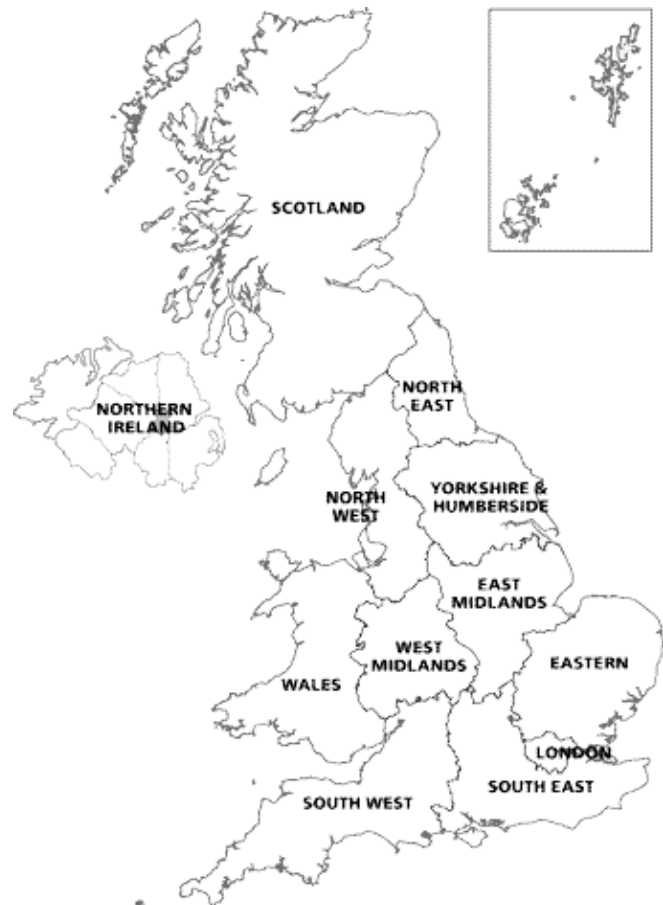 SCOTLAND
NORTH
EAST
NORTHERN
IRELAND
YORKSHIRE &
HUMBERSIDE
NORTH
WEST
EAST
MIDLANDS
WEST
MIDLANDS
EASTERN
WALES
LONDON
SOUTH EAST
SOUTH WEST